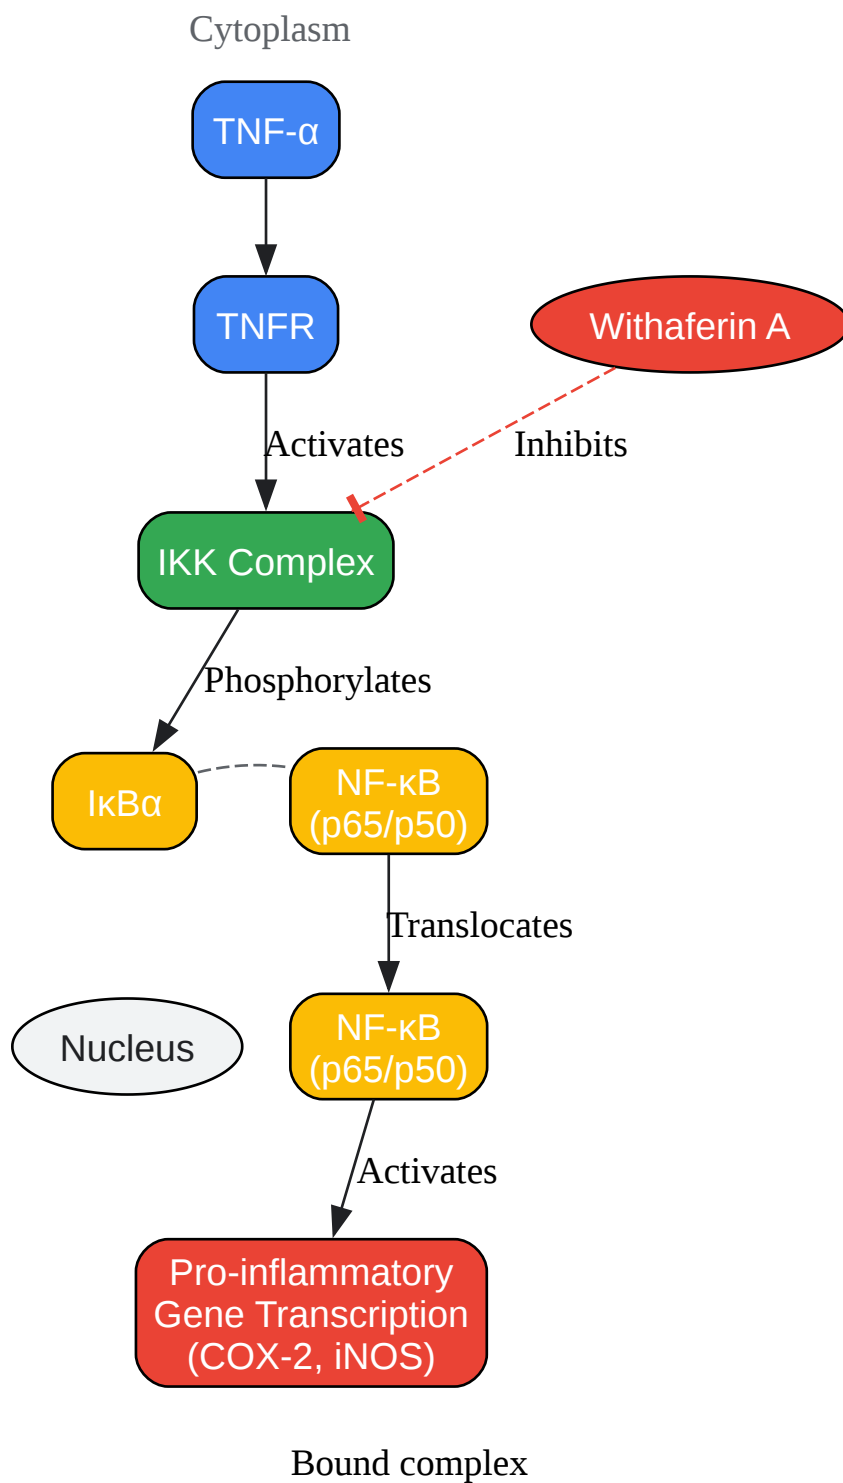 Cytoplasm
TNF-α
TNFR
Withaferin A
Activates
Inhibits
IKK Complex
Phosphorylates
IκBα
NF-κB
(p65/p50)
Translocates
Nucleus
NF-κB
(p65/p50)
Activates
Pro-inflammatory
Gene Transcription
(COX-2, iNOS)
Bound complex